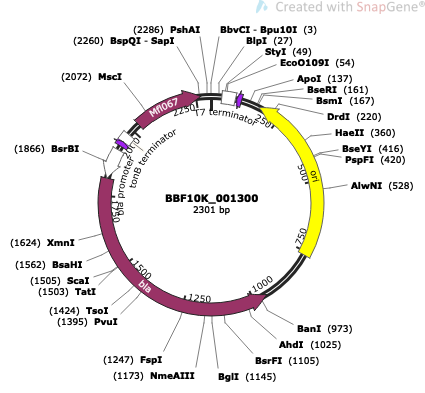 Created with SnapGene®
(2286) PshAI
BbvCI - Bpu10I (3)
(2260) BspQI - SapI
BlpI (27)
StyI (49)
EcoO109I (54)
(2072) MscI
ApoI (137)
BseRI (161)
BsmI (167)
DrdI (220)
HaeII (360)
BseYI (416)
PspFI (420)
AlwNI (528)
(1866) BsrBI
Mfl067
T7 terminator
tonB terminator
bla promoter
ori
bla
2250
250
500
750
1000
1250
1500
1750
BBF10K_001300
2301 bp
(1624) XmnI
(1562) BsaHI
(1505) ScaI
(1503) TatI
(1424) TsoI
(1395) PvuI
(1247) FspI
(1173) NmeAIII
BglI (1145)
BsrFI (1105)
AhdI (1025)
BanI (973)